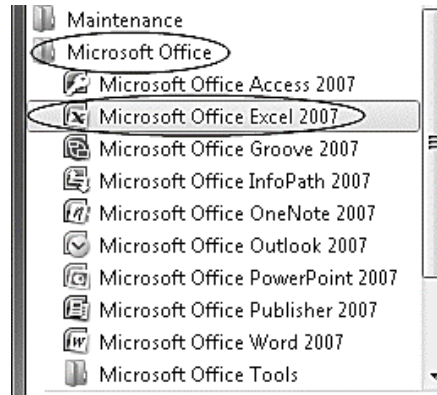 Maintenance
Microsoft Office
Microsoft Office Access 2007
Microsoft Office Excel 2007
Microsoft Office Groove 2007
Microsoft Office InfoPath 2007
Microsoft Office OneNote 2007
Microsoft Office Outlook 2007
Microsoft Office PowerPoint 2007
Microsoft Office Publisher 2007
Microsoft Office Word 2007
Microsoft Office Tools